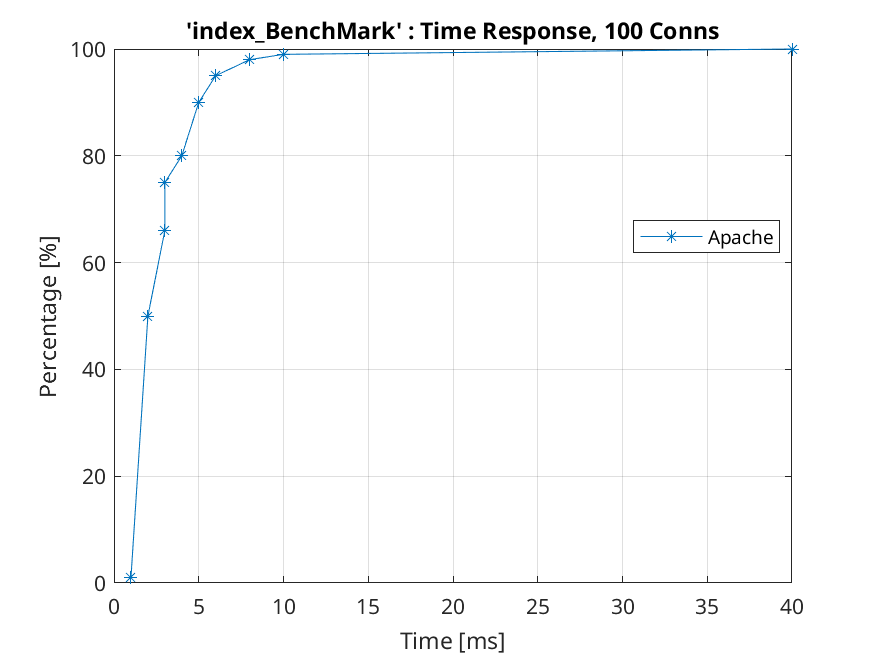 'index_BenchMark' : Time Response, 100 Conns
100
80
60
40
20
0
Percentage [%]
Apache
0 5 10 15 20 25 30 35 40
Time [ms]